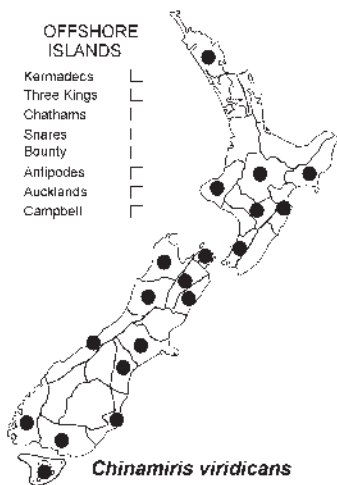 OFFSHORE
ISLANDS
Kermadecs
Three Kings
Chathams
Snares
Bounty
Antipodes
Aucklands
Campbell
Chinamiris viridicans